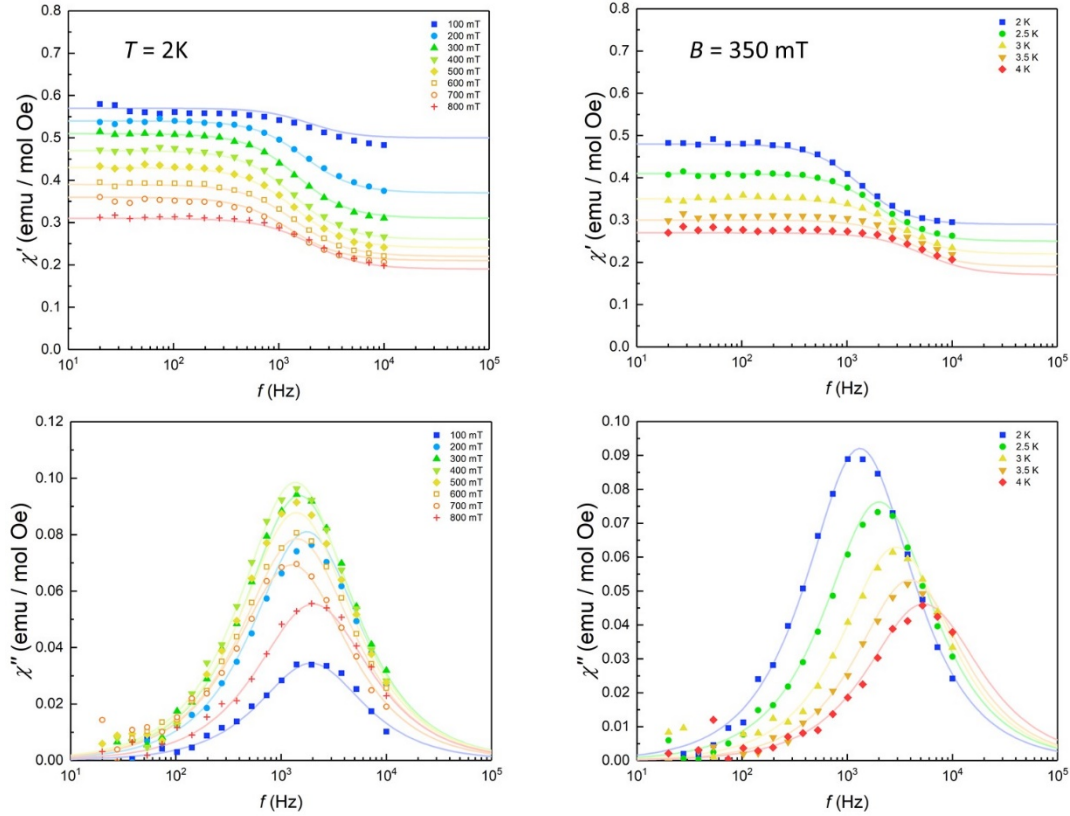 0.8
0.7
0.6
0.5
0.4
0.3
0.2
0.1
0.0
χ′ (emu / mol Oe)
T = 2K
100 mT
200 mT
300 mT
400 mT
500 mT
600 mT
700 mT
800 mT
10¹ 10² 10³ 10⁴ 10⁵
f (Hz)
0.8
0.7
0.6
0.5
0.4
0.3
0.2
0.1
0.0
χ′ (emu / mol Oe)
B = 350 mT
2 K
2.5 K
3 K
3.5 K
4 K
10¹ 10² 10³ 10⁴ 10⁵
f (Hz)
0.12
0.10
0.08
0.06
0.04
0.02
0.00
χ″ (emu / mol Oe)
100 mT
200 mT
300 mT
400 mT
500 mT
600 mT
700 mT
800 mT
10¹ 10² 10³ 10⁴ 10⁵
f (Hz)
0.10
0.09
0.08
0.07
0.06
0.05
0.04
0.03
0.02
0.01
0.00
χ″ (emu / mol Oe)
2 K
2.5 K
3 K
3.5 K
4 K
10¹ 10² 10³ 10⁴ 10⁵
f (Hz)